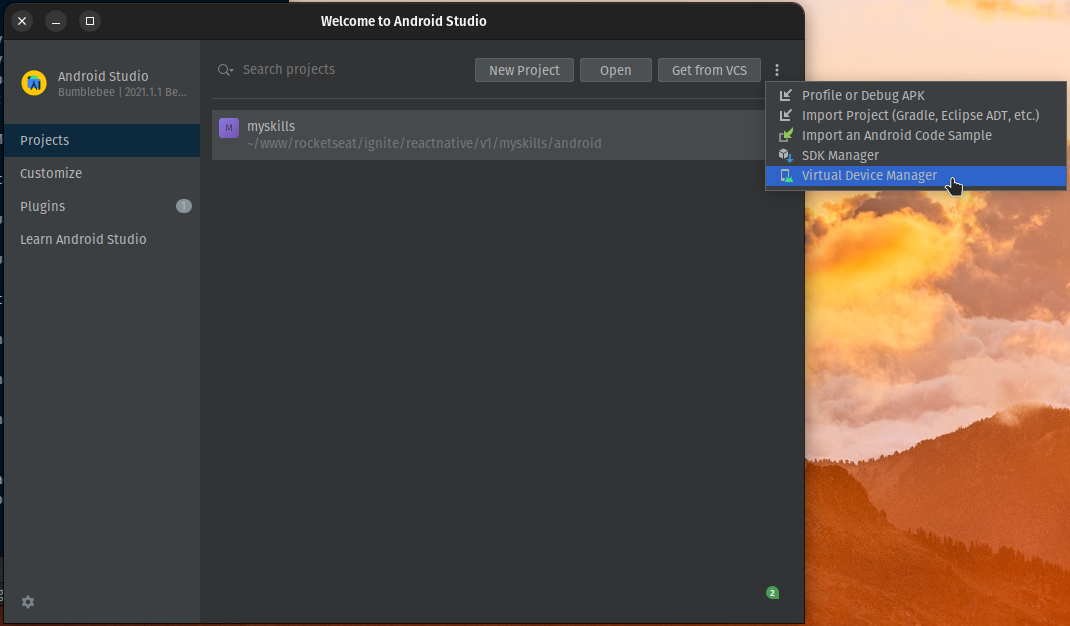 Welcome to Android Studio
Android Studio
Bumblebee | 2021.1.1 Be...
Search projects
New Project
Open
Get from VCS
Profile or Debug APK
Import Project (Gradle, Eclipse ADT, etc.)
Import an Android Code Sample
SDK Manager
Virtual Device Manager
Projects
Customize
Plugins
1
Learn Android Studio
M
myskills
~/www/rocketseat/ignite/reactnative/v1/myskills/android
2